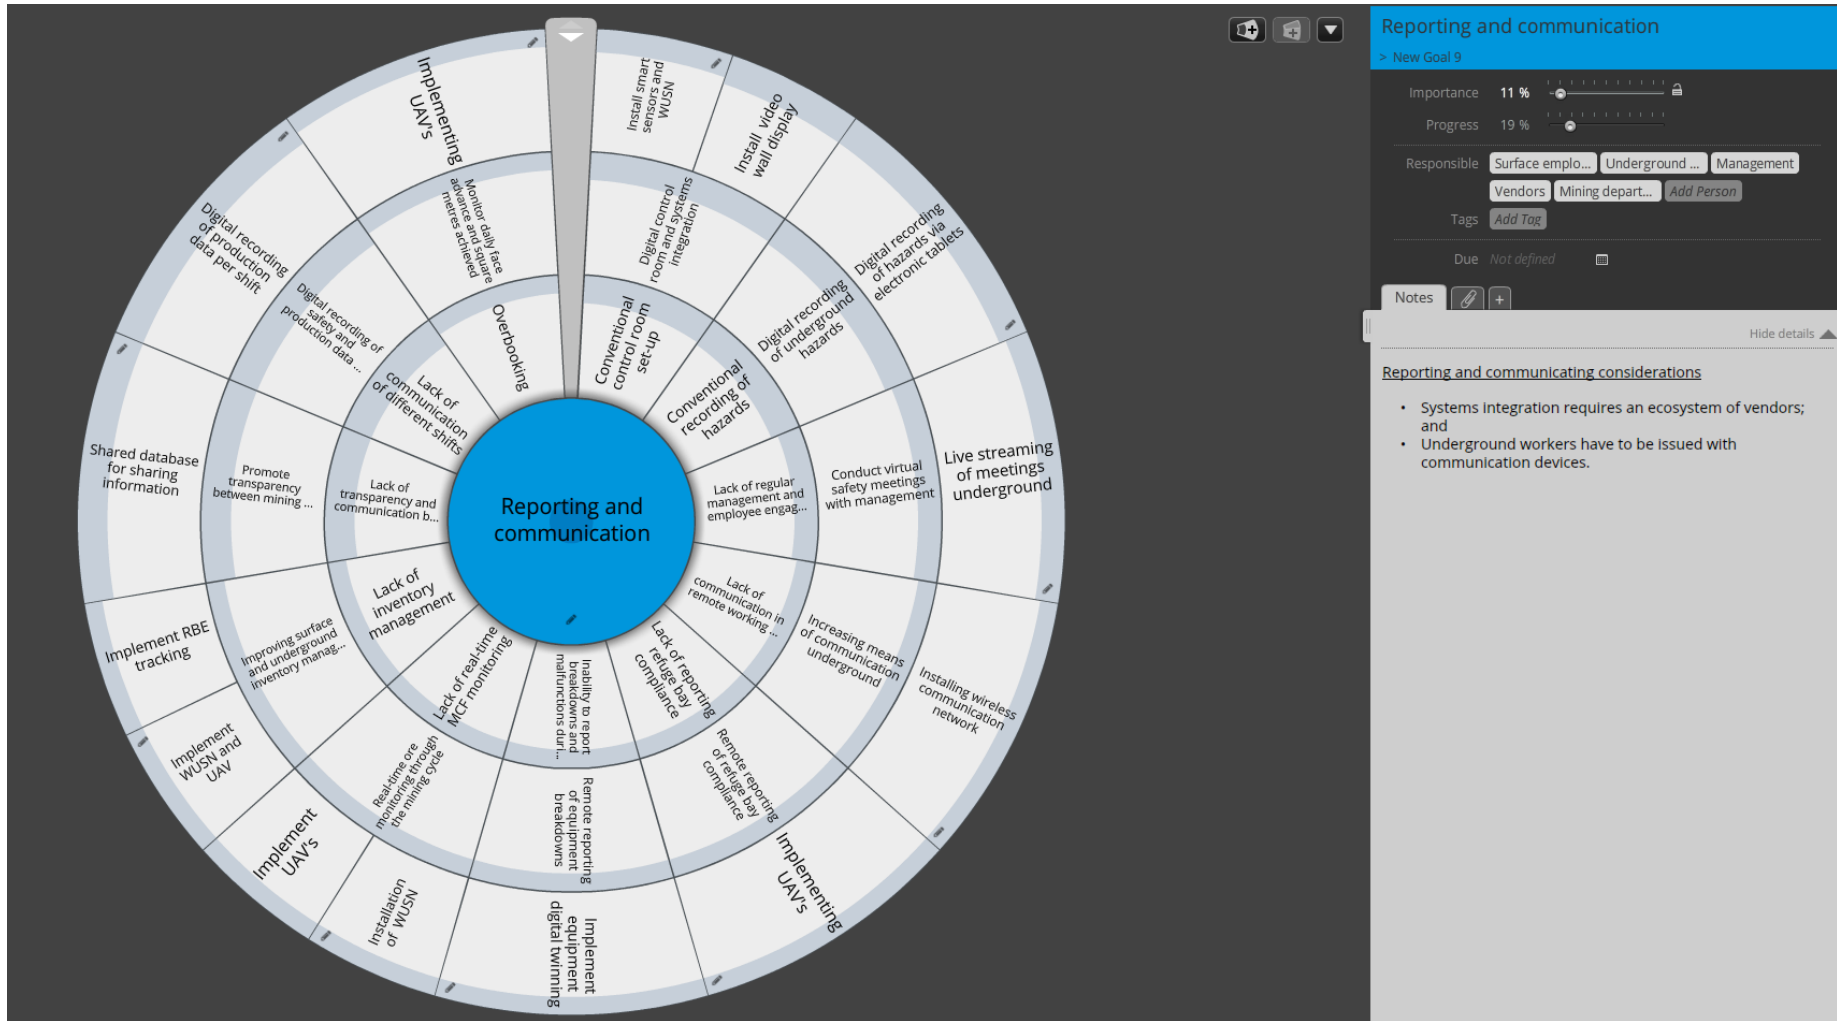 Reporting and
communication
Conventional
control room
set-up
Conventional
recording of
hazards
Lack of regular
management and
employee engag...
Lack of
communication in
remote working ...
Lack of reporting
refuge bay
compliance
Inability to report
breakdowns and
malfunctions duri...
Lack of real-time
MCF monitoring
Lack of
inventory
management
Lack of
transparency and
communication b...
Lack of
communication
of different shifts
Overbooking
Digital control
room and systems
integration
Digital recording
of underground
hazards
Conduct virtual
safety meetings
with management
Increasing means
of communication
underground
Remote reporting
of refuge bay
compliance
Remote reporting
of equipment
breakdowns
Real-time ore
monitoring through
the mining cycle
Improving surface
and underground
inventory manag...
Promote
transparency
between mining ...
Digital recording of
safety and
production data ...
Monitor daily face
advance and square
metres achieved
Install smart
sensors and
WUSN
Install video
wall display
Digital recording
of hazards via
electronic tablets
Live streaming
of meetings
underground
Installing wireless
communication
network
Implementing
UAV's
Implement
equipment
digital twinning
Installation
of WUSN
Implement
UAV's
Implement
WUSN and
UAV
Implement RBE
tracking
Shared database
for sharing
information
Digital recording
of production
data per shift
Implementing
UAV's
Reporting and communication
> New Goal 9
Importance 11 %
Progress 19 %
Responsible Surface emplo... Underground ... Management
Vendors Mining depart... Add Person
Tags Add Tag
Due Not defined
Notes +
Hide details
Reporting and communicating considerations
• Systems integration requires an ecosystem of vendors;
and
• Underground workers have to be issued with
communication devices.